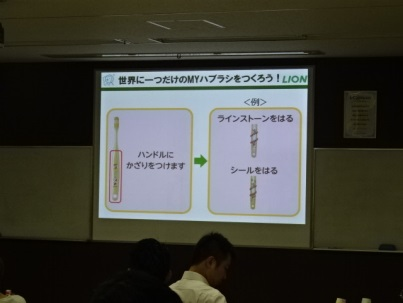 世界に一つだけのMYハブラシをつくろう!
LION
ハンドルに
かざりをつけます
<例>
ラインストーンをはる
シールをはる